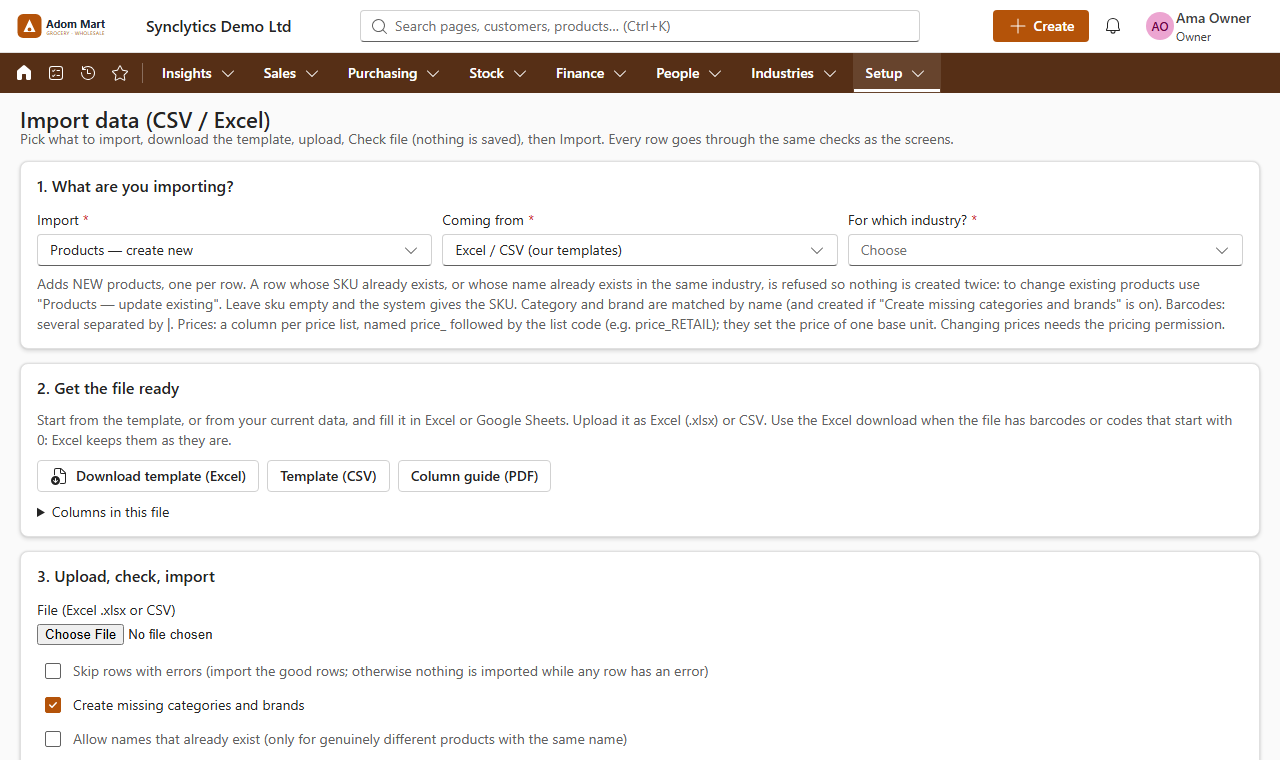 Adom Mart
GROCERY · WHOLESALE
Synclytics Demo Ltd
Search pages, customers, products... (Ctrl+K)
Create
AO
Ama Owner
Owner
Insights
Sales
Purchasing
Stock
Finance
People
Industries
Setup
Import data (CSV / Excel)
Pick what to import, download the template, upload, Check file (nothing is saved), then Import. Every row goes through the same checks as the screens.
1. What are you importing?
Import *
Coming from *
For which industry? *
Products — create new
Excel / CSV (our templates)
Choose
Adds NEW products, one per row. A row whose SKU already exists, or whose name already exists in the same industry, is refused so nothing is created twice: to change existing products use
"Products — update existing". Leave sku empty and the system gives the SKU. Category and brand are matched by name (and created if "Create missing categories and brands" is on). Barcodes:
several separated by |. Prices: a column per price list, named price_ followed by the list code (e.g. price_RETAIL); they set the price of one base unit. Changing prices needs the pricing permission.
2. Get the file ready
Start from the template, or from your current data, and fill it in Excel or Google Sheets. Upload it as Excel (.xlsx) or CSV. Use the Excel download when the file has barcodes or codes that start with
0: Excel keeps them as they are.
Download template (Excel)
Template (CSV)
Column guide (PDF)
Columns in this file
3. Upload, check, import
File (Excel .xlsx or CSV)
Choose File No file chosen
Skip rows with errors (import the good rows; otherwise nothing is imported while any row has an error)
Create missing categories and brands
Allow names that already exist (only for genuinely different products with the same name)